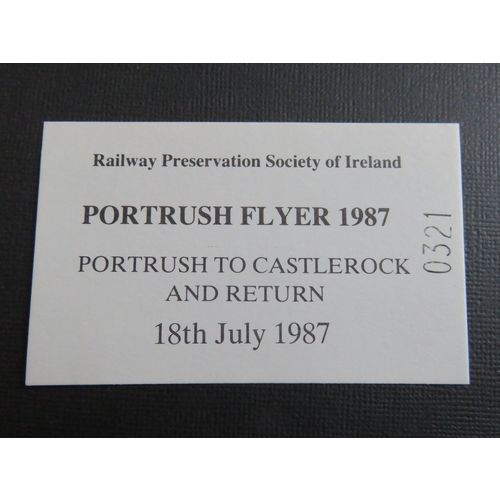 Railway Preservation Society of Ireland
PORTRUSH FLYER 1987
PORTRUSH TO CASTLEROCK
AND RETURN
18th July 1987
0321